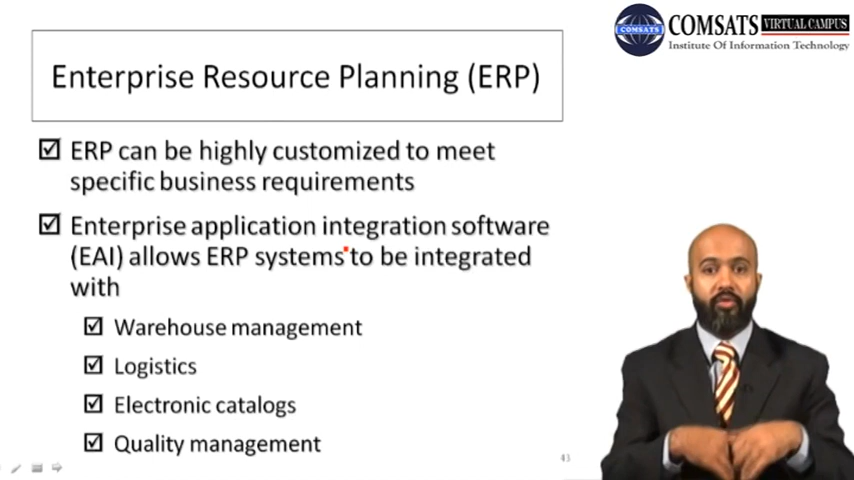 COMSATS VIRTUAL CAMPUS
COMSATS
Institute Of Information Technology
Enterprise Resource Planning (ERP)
ERP can be highly customized to meet
specific business requirements
Enterprise application integration software
(EAI) allows ERP systems to be integrated
with
Warehouse management
Logistics
Electronic catalogs
Quality management
43